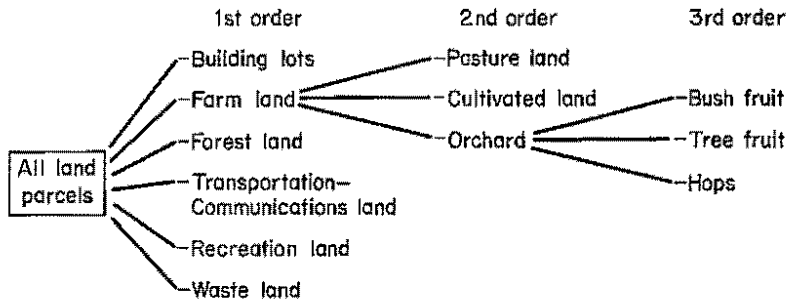 1st order 2nd order 3rd order
Building lots Pasture land
Farm land Cultivated land Bush fruit
Forest land Orchard Tree fruit
All land
parcels
Transportation—
Communications land
Hops
Recreation land
Waste land